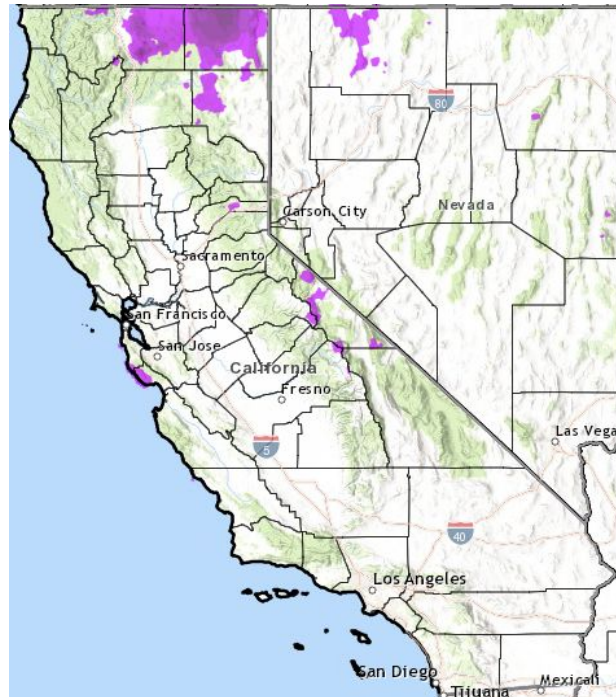 80
Nevada
Carson City
Sacramento
San Francisco
San Jose
California
Fresno
Las Vega
5
40
Los Angeles
San Diego
Tijuana
Mexicali